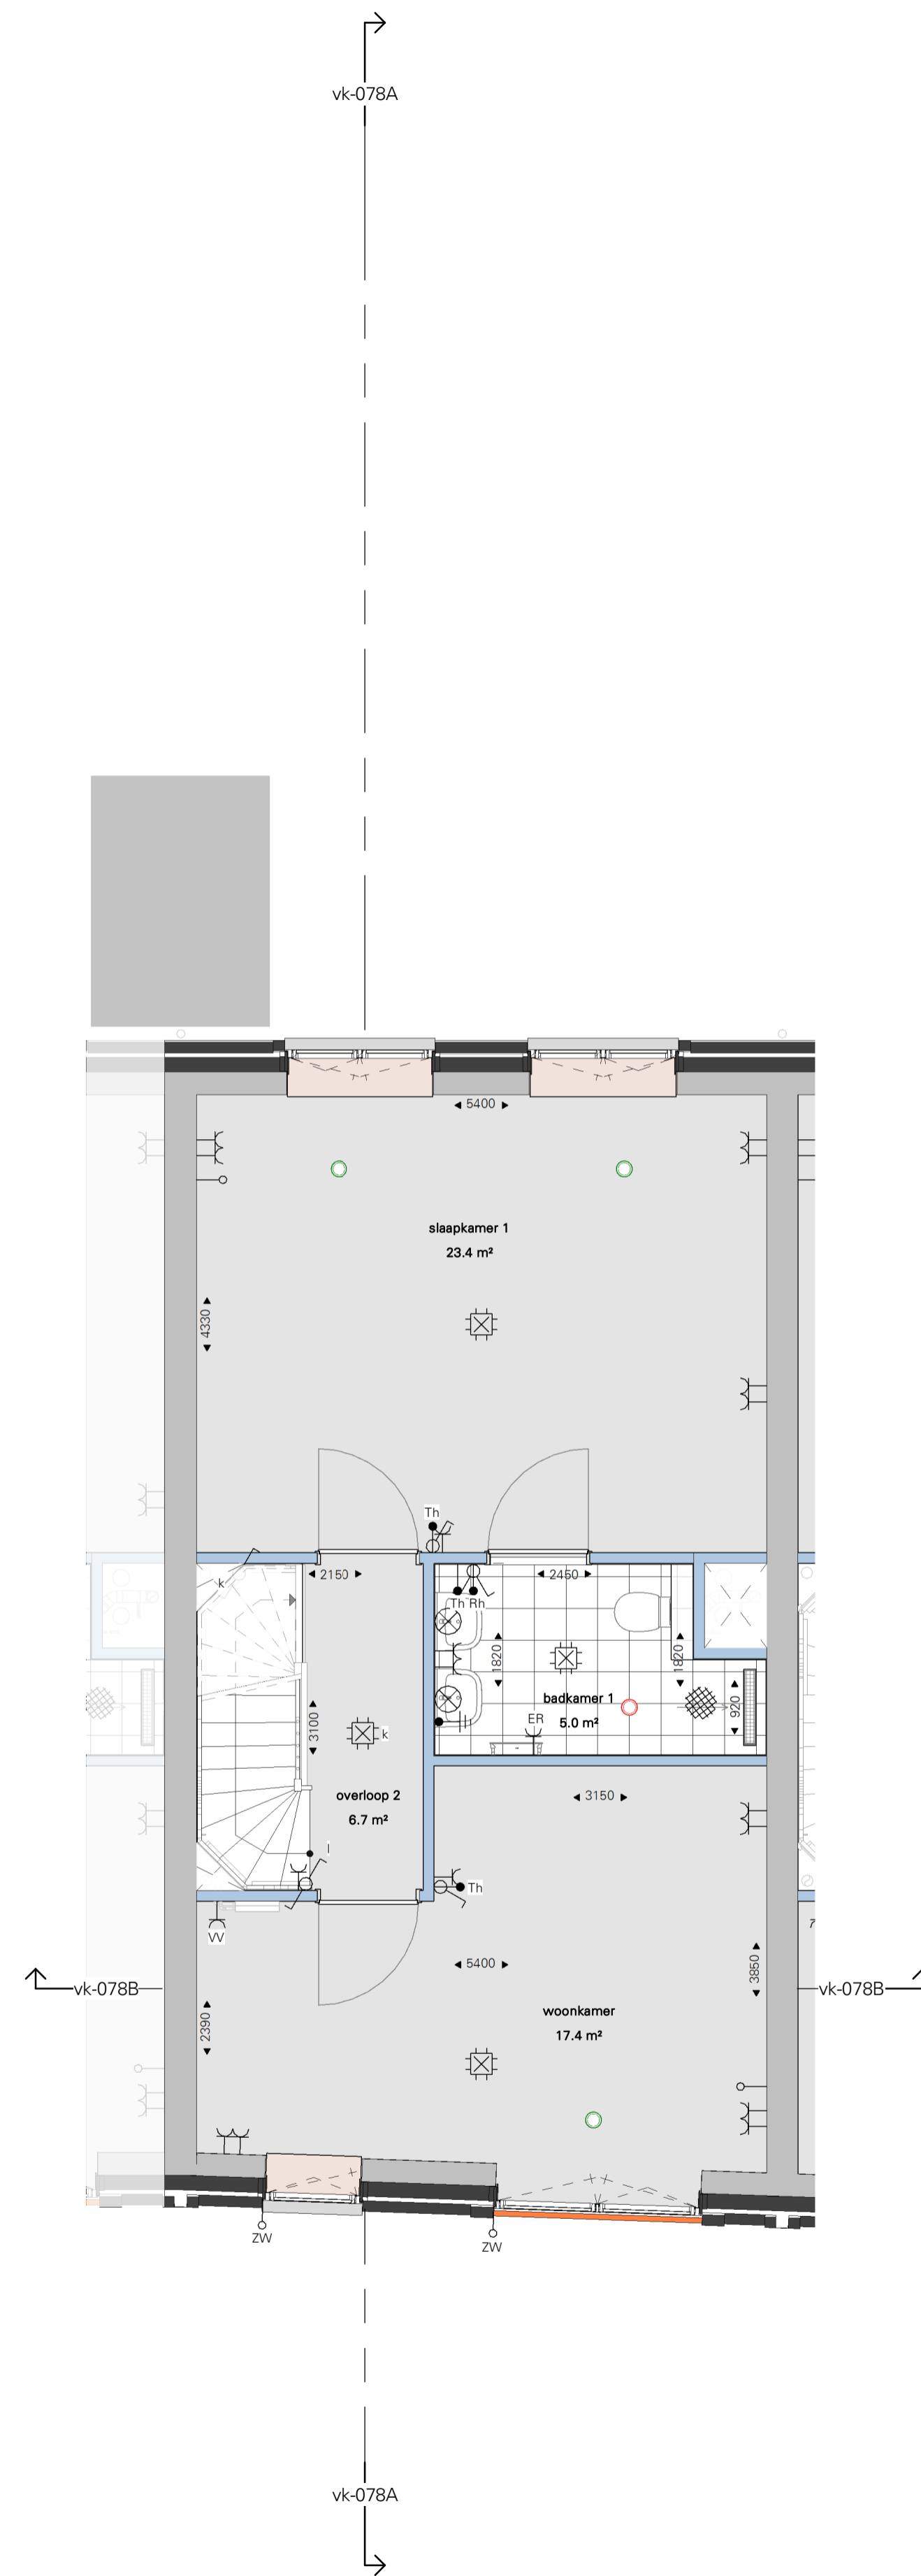 vk-078A
5400
slaapkamer 1
23.4 m²
4330
Th
2150
2450
k
Th Rh
1820
1820
badkamer 1
5.0 m²
920
ER
3100
k
overloop 2
6.7 m²
3150
l
Th
VV
5400
vk-078B
3850
vk-078B
2390
woonkamer
17.4 m²
ZW
ZW
vk-078A